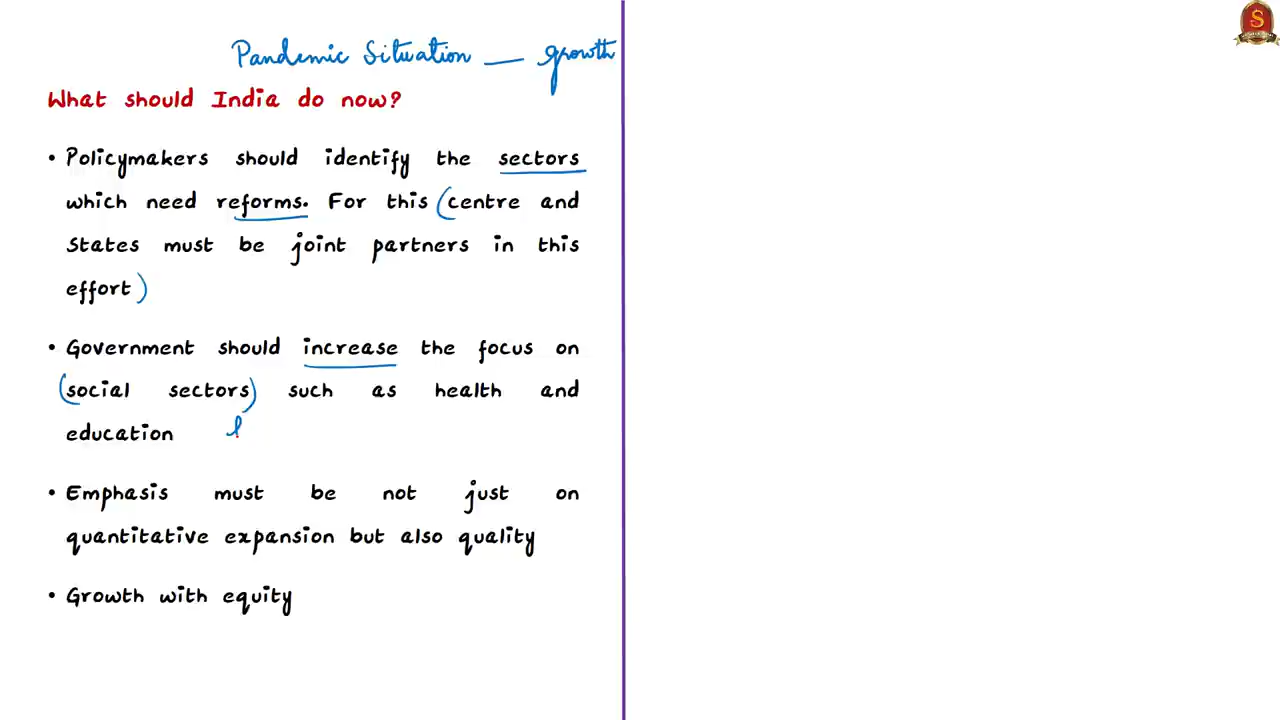 Pandemic Situation — growth
What should India do now?
• Policymakers should identify the sectors
which need reforms. For this (centre and
States must be joint partners in this
effort)
• Government should increase the focus on
(social sectors) such as health and
education
• Emphasis must be not just on
quantitative expansion but also quality
• Growth with equity
S